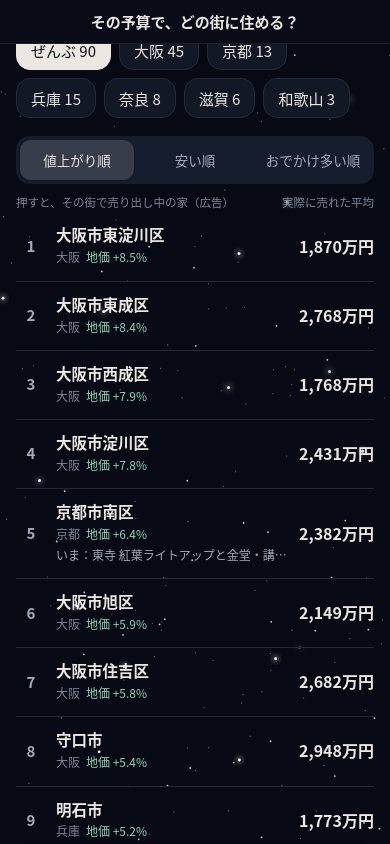 その予算で、どの街に住める？
ぜんぶ 90
大阪 45
京都 13
兵庫 15
奈良 8
滋賀 6
和歌山 3
値上がり順
安い順
おでかけ多い順
押すと、その街で売り出し中の家（広告）
実際に売れた平均
1
大阪市東淀川区
大阪 地価 +8.5%
1,870万円
2
大阪市東成区
大阪 地価 +8.4%
2,768万円
3
大阪市西成区
大阪 地価 +7.9%
1,768万円
4
大阪市淀川区
大阪 地価 +7.8%
2,431万円
5
京都市南区
京都 地価 +6.4%
いま：東寺 紅葉ライトアップと金堂・講…
2,382万円
6
大阪市旭区
大阪 地価 +5.9%
2,149万円
7
大阪市住吉区
大阪 地価 +5.8%
2,682万円
8
守口市
大阪 地価 +5.4%
2,948万円
9
明石市
兵庫 地価 +5.2%
1,773万円